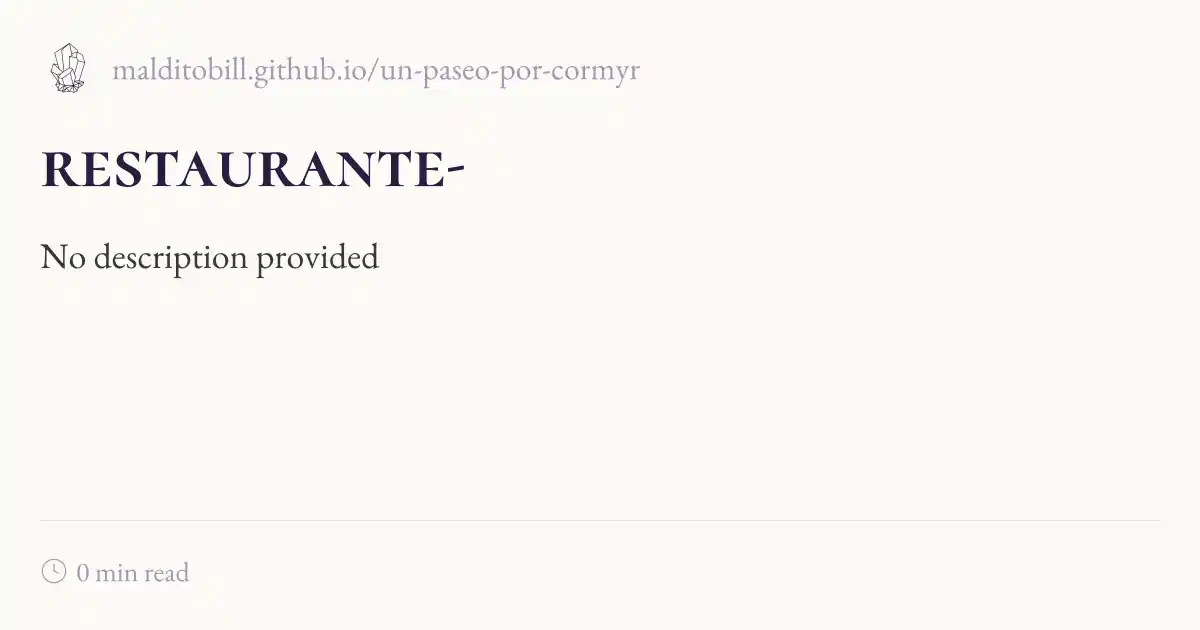 malditobill.github.io/un-paseo-por-cormyr
RESTAURANTE-
No description provided
0 min read